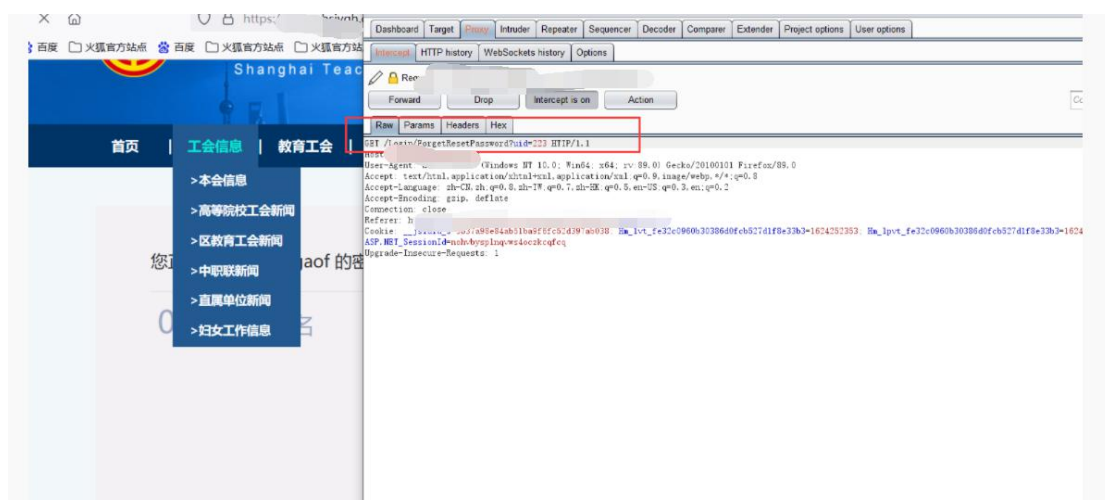 https:/
百度 火狐官方站点 百度 火狐官方站点 火狐官方站
Shanghai Teac
首页 | 工会信息 | 教育工会 |
>本会信息
>高等院校工会新闻
>区教育工会新闻
>中职联新闻
>直属单位新闻
>妇女工作信息
您
gaof 的密
0
名
Dashboard Target Proxy Intruder Repeater Sequencer Decoder Comparer Extender Project options User options
Intercept HTTP history WebSockets history Options
Forward Drop Intercept is on Action
Raw Params Headers Hex
GET /Login/ForgetResetPassword?uid=223 HTTP/1.1
Host
User-Agent: (Windows NT 10.0; Win64; x64; rv:89.0) Gecko/20100101 Firefox/89.0
Accept: text/html,application/xhtml+xml,application/xml;q=0.9,image/webp,*/*;q=0.8
Accept-Language: zh-CN,zh;q=0.8,zh-TW;q=0.7,zh-HK;q=0.5,en-US;q=0.3,en;q=0.2
Accept-Encoding: gzip, deflate
Connection: close
Referer: h
Cookie: Hm_lvt_fe32c0960b30386d0fcb527d1f8e33b3=1624252353; Hm_lpvt_fe32c0960b30386d0fcb527d1f8e33b3=1624
ASP.NET_SessionId=
Upgrade-Insecure-Requests: 1